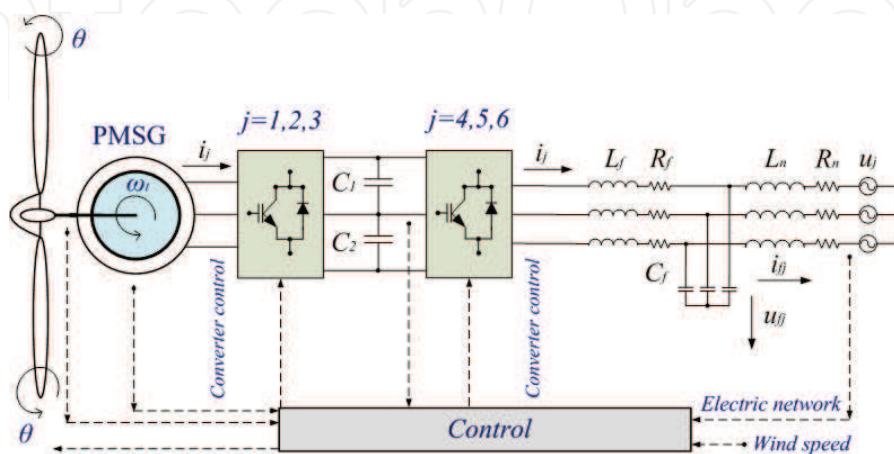 θ
PMSG
ω_t
i_j
j=1,2,3
C_1
C_2
j=4,5,6
i_j
L_f
R_f
L_n
R_n
u_j
C_f
i_fj
u_fj
Converter control
Converter control
θ
Control
Electric network
Wind speed